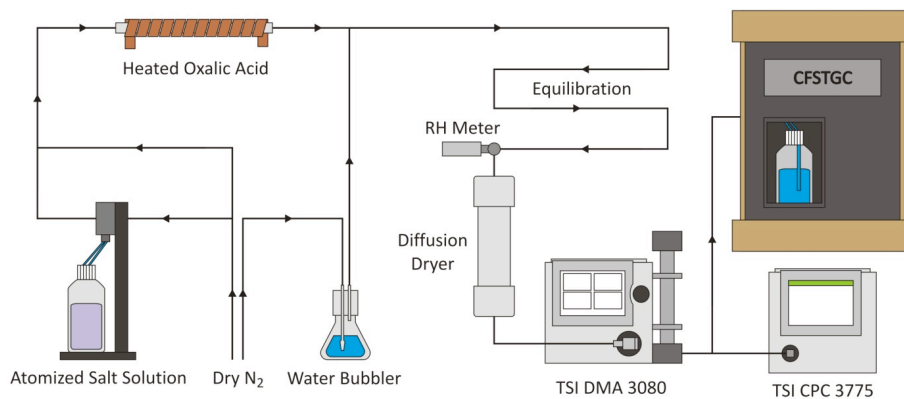 Heated Oxalic Acid
CFSTGC
Equilibration
RH Meter
Diffusion
Dryer
Atomized Salt Solution
Dry N₂
Water Bubbler
TSI DMA 3080
TSI CPC 3775